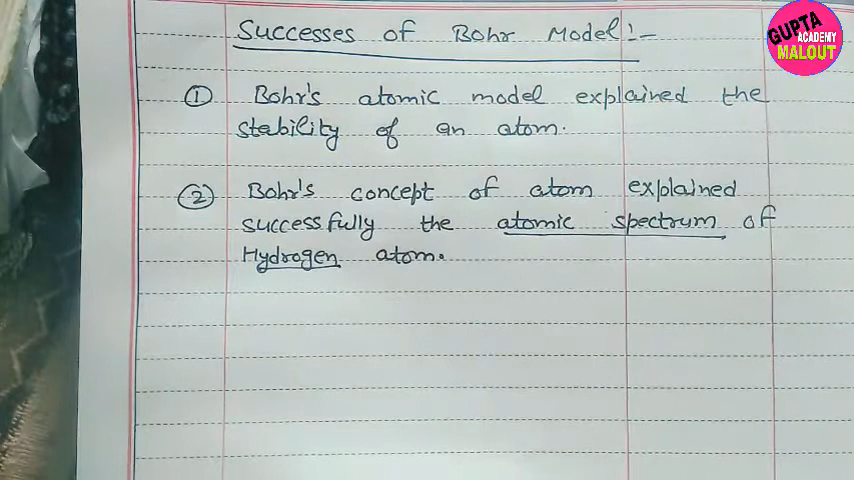 Successes of Bohr Model :-
GUPTA
ACADEMY
MALOUT
① Bohr's atomic model explained the
stability of an atom.
② Bohr's concept of atom explained
successfully the atomic spectrum of
Hydrogen atom.